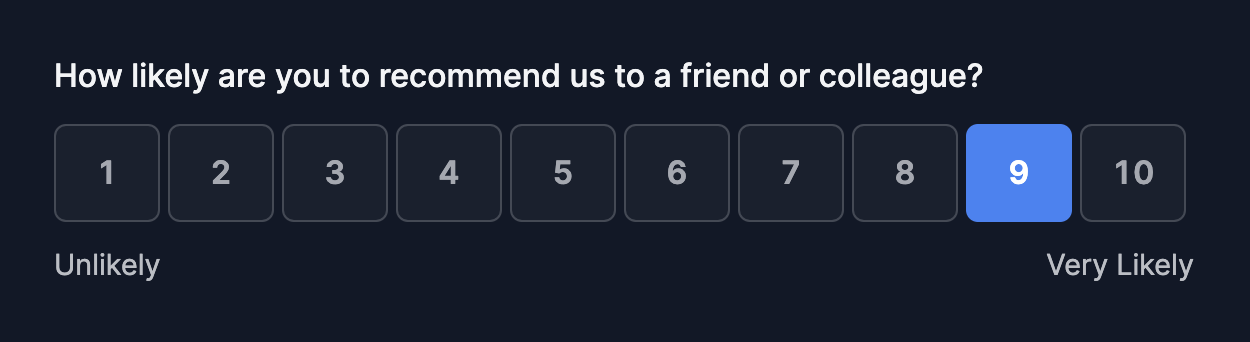 How likely are you to recommend us to a friend or colleague?
1 2 3 4 5 6 7 8 9 10
Unlikely Very Likely